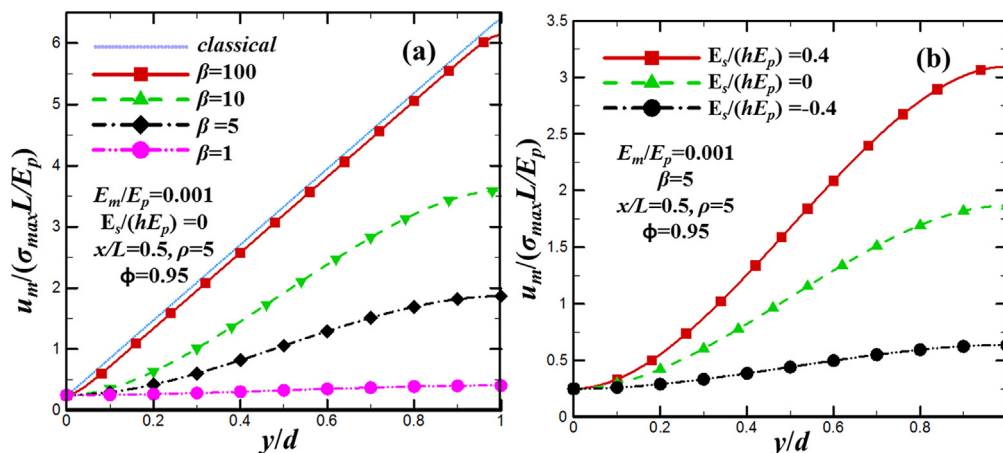 (a)
classical
β=100
β=10
β=5
β=1
E_m/E_p=0.001
E_s/(hE_p)=0
x/L=0.5, ρ=5
ϕ=0.95
u_m/(σ_max L/E_p)
6
5
4
3
2
1
0
0
0.2
0.4
0.6
0.8
1
y/d
(b)
E_s/(hE_p) =0.4
E_s/(hE_p) =0
E_s/(hE_p) =-0.4
E_m/E_p=0.001
β=5
x/L=0.5, ρ=5
ϕ=0.95
u_m/(σ_max L/E_p)
3.5
3
2.5
2
1.5
1
0.5
0
0
0.2
0.4
0.6
0.8
y/d